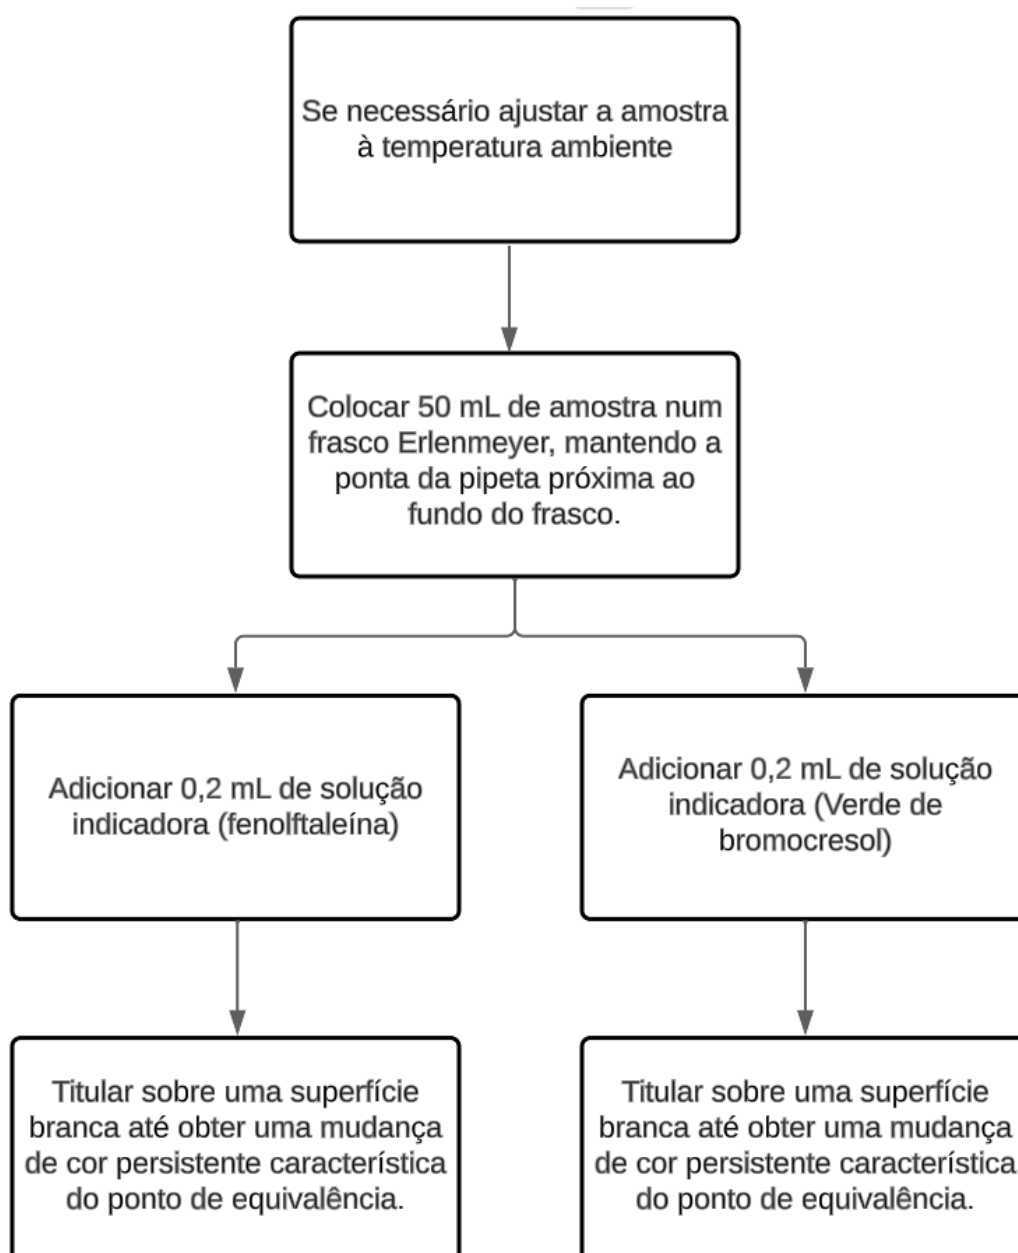 Se necessário ajustar a amostra
à temperatura ambiente
Colocar 50 mL de amostra num
frasco Erlenmeyer, mantendo a
ponta da pipeta próxima ao
fundo do frasco.
Adicionar 0,2 mL de solução
indicadora (fenolftaleína)
Adicionar 0,2 mL de solução
indicadora (Verde de
bromocresol)
Titular sobre uma superfície
branca até obter uma mudança
de cor persistente característica
do ponto de equivalência.
Titular sobre uma superfície
branca até obter uma mudança
de cor persistente característica
do ponto de equivalência.